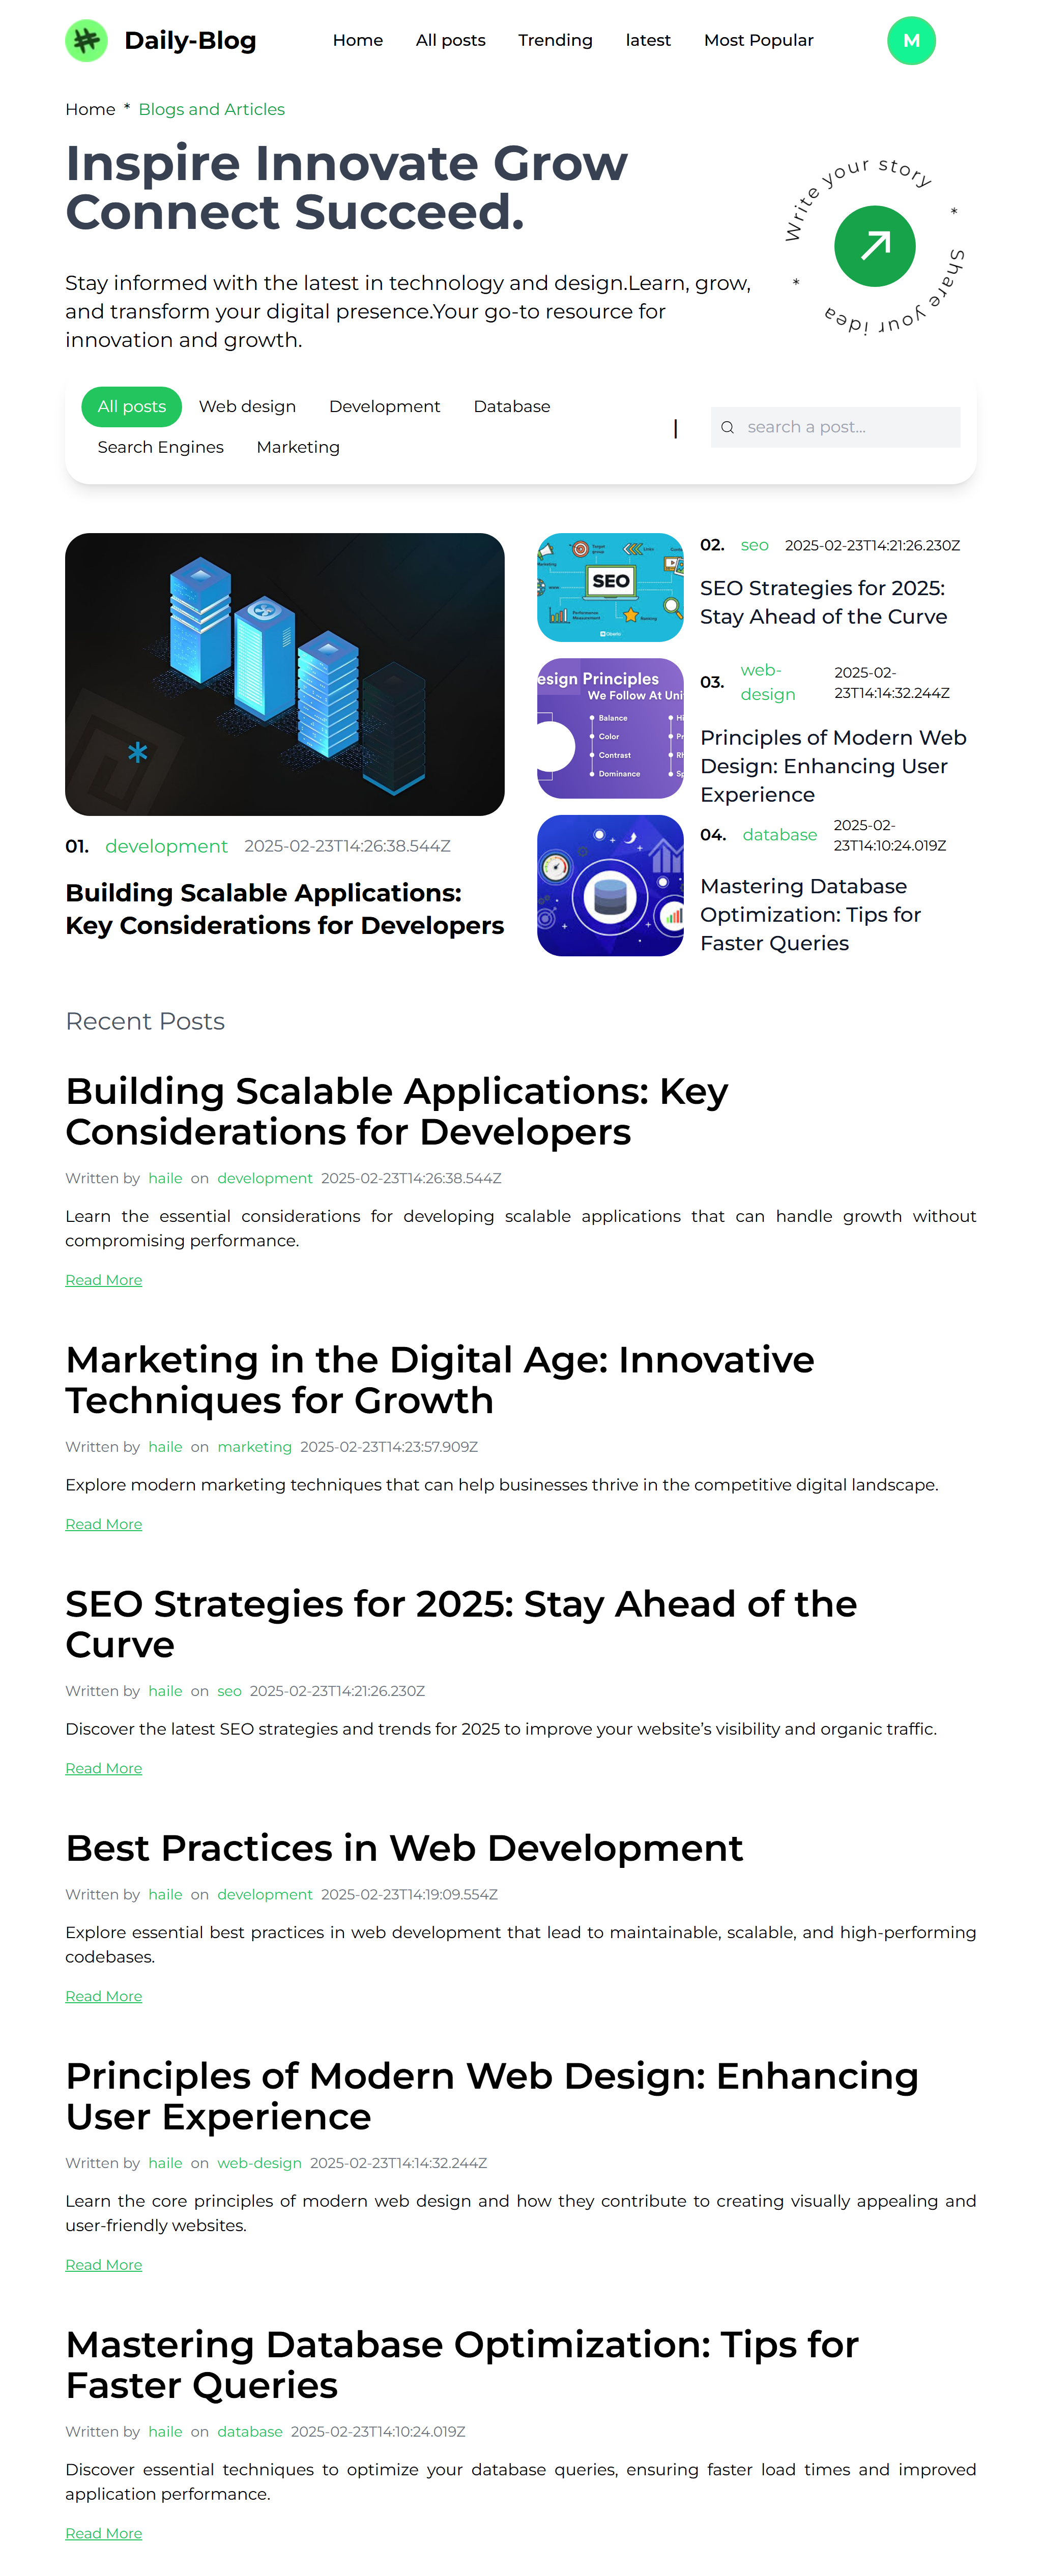 Daily-Blog
Home
All posts
Trending
latest
Most Popular
M
Home * Blogs and Articles
Inspire Innovate Grow
Connect Succeed.
Write your story * Share your idea *
Stay informed with the latest in technology and design.Learn, grow,
and transform your digital presence.Your go-to resource for
innovation and growth.
All posts
Web design
Development
Database
Search Engines
Marketing
|
search a post...
01. development 2025-02-23T14:26:38.544Z
Building Scalable Applications:
Key Considerations for Developers
SEO
Target
group
Links
Marketing
www
Performance
Measurement
Ranking
02. seo 2025-02-23T14:21:26.230Z
SEO Strategies for 2025:
Stay Ahead of the Curve
esign Principles
We Follow At Uni
Balance
Color
Contrast
Dominance
Hi
Pr
Rh
Sp
03. web-
design
2025-02-
23T14:14:32.244Z
Principles of Modern Web
Design: Enhancing User
Experience
04. database
2025-02-
23T14:10:24.019Z
Mastering Database
Optimization: Tips for
Faster Queries
Recent Posts
Building Scalable Applications: Key
Considerations for Developers
Written by haile on development 2025-02-23T14:26:38.544Z
Learn the essential considerations for developing scalable applications that can handle growth without
compromising performance.
Read More
Marketing in the Digital Age: Innovative
Techniques for Growth
Written by haile on marketing 2025-02-23T14:23:57.909Z
Explore modern marketing techniques that can help businesses thrive in the competitive digital landscape.
Read More
SEO Strategies for 2025: Stay Ahead of the
Curve
Written by haile on seo 2025-02-23T14:21:26.230Z
Discover the latest SEO strategies and trends for 2025 to improve your website’s visibility and organic traffic.
Read More
Best Practices in Web Development
Written by haile on development 2025-02-23T14:19:09.554Z
Explore essential best practices in web development that lead to maintainable, scalable, and high-performing
codebases.
Read More
Principles of Modern Web Design: Enhancing
User Experience
Written by haile on web-design 2025-02-23T14:14:32.244Z
Learn the core principles of modern web design and how they contribute to creating visually appealing and
user-friendly websites.
Read More
Mastering Database Optimization: Tips for
Faster Queries
Written by haile on database 2025-02-23T14:10:24.019Z
Discover essential techniques to optimize your database queries, ensuring faster load times and improved
application performance.
Read More